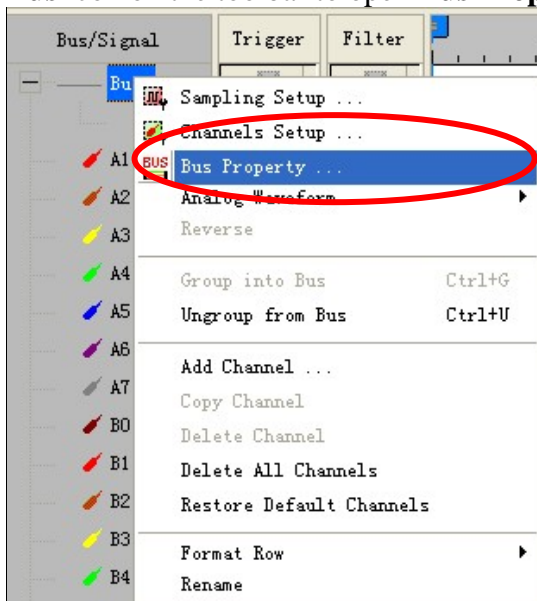 Bus/Signal Trigger Filter
Bu
Sampling Setup ...
Channels Setup ...
A1 BUS Bus Property ...
A2 Analog Waveform
A3 Reverse
A4 Group into Bus Ctrl+G
A5 Ungroup from Bus Ctrl+U
A6
Add Channel ...
A7
Copy Channel
B0
Delete Channel
B1 Delete All Channels
B2 Restore Default Channels
B3
Format Row
B4 Rename